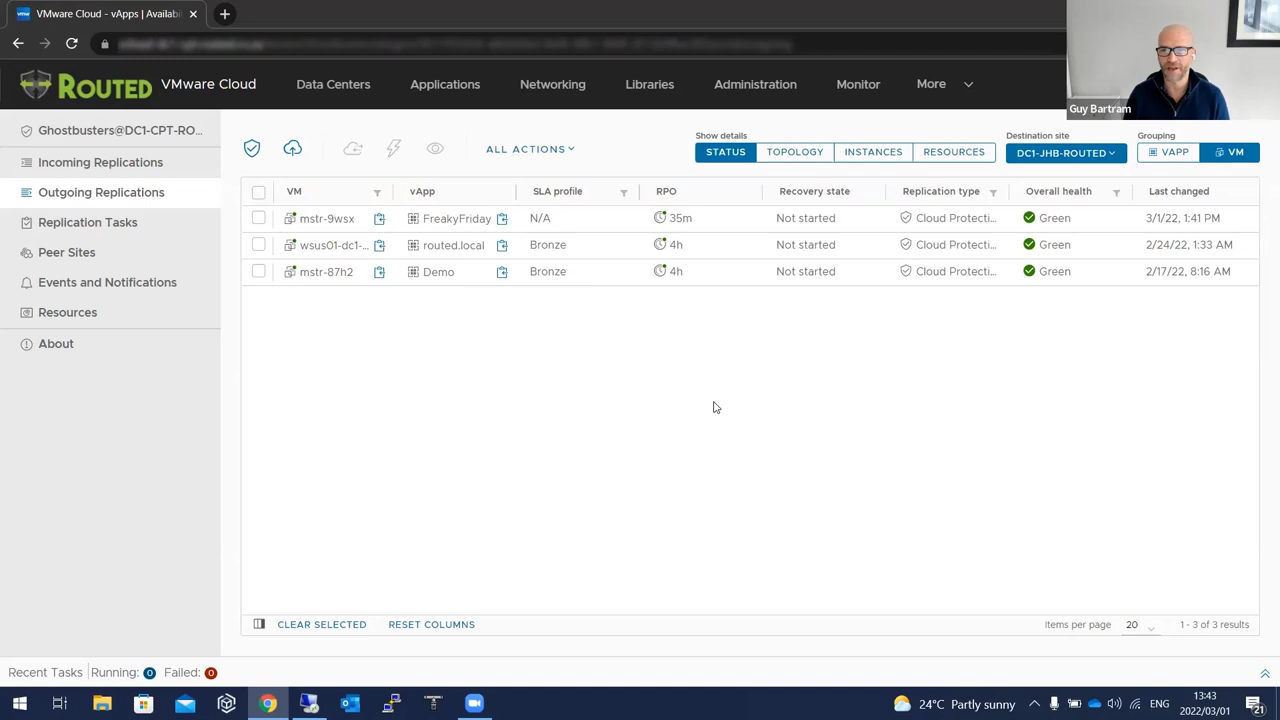 VMware Cloud - vApps | Availabi
Guy Bartram
ROUTED VMware Cloud Data Centers Applications Networking Libraries Administration Monitor More
Ghostbusters@DC1-CPT-RO...
Incoming Replications
Outgoing Replications
Replication Tasks
Peer Sites
Events and Notifications
Resources
About
ALL ACTIONS
Show details
STATUS TOPOLOGY INSTANCES RESOURCES
Destination site
DC1-JHB-ROUTED
Grouping
VAPP VM
VM vApp SLA profile RPO Recovery state Replication type Overall health Last changed
mstr-9wsx FreakyFriday N/A 35m Not started Cloud Protecti... Green 3/1/22, 1:41 PM
wsus01-dc1-... routed.local Bronze 4h Not started Cloud Protecti... Green 2/24/22, 1:33 AM
mstr-87h2 Demo Bronze 4h Not started Cloud Protecti... Green 2/17/22, 8:16 AM
CLEAR SELECTED RESET COLUMNS Items per page 20 1 - 3 of 3 results
Recent Tasks Running: 0 Failed: 0
24°C Partly sunny ENG
13:43
2022/03/01
21